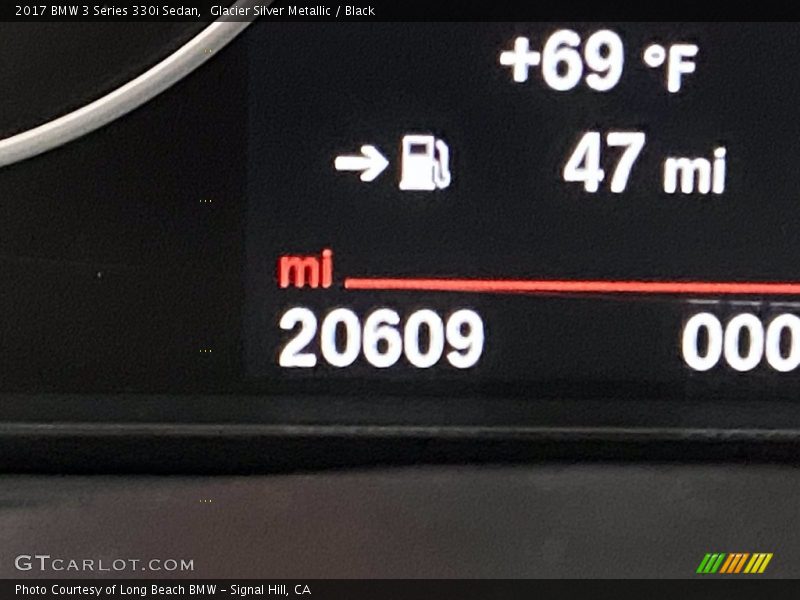 2017 BMW 3 Series 330i Sedan,  Glacier Silver Metallic / Black
+69 °F
47 mi
mi
20609 000
GTCARLOT.COM
Photo Courtesy of Long Beach BMW - Signal Hill, CA